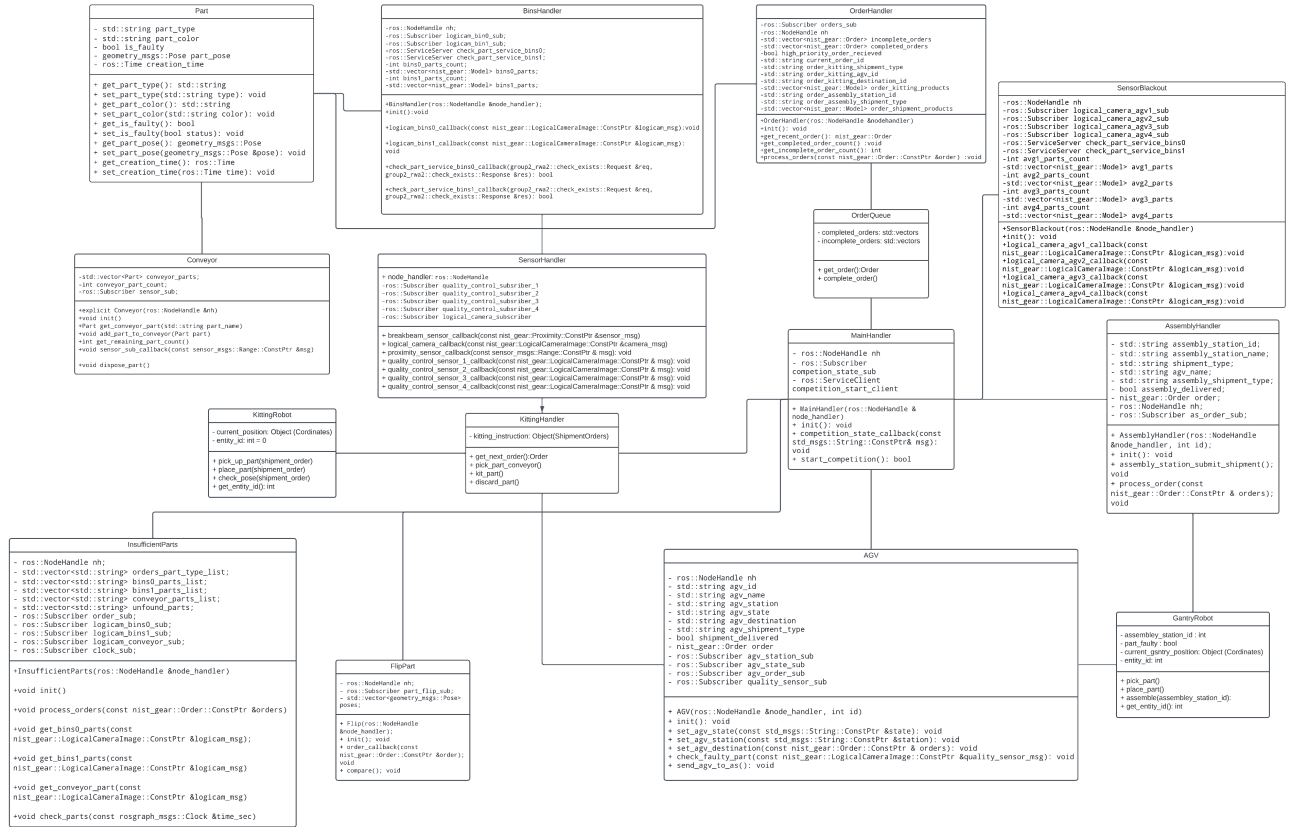 Part
- std::string part_type
- std::string part_color
- bool is_faulty
- geometry_msgs::Pose part_pose
- ros::Time creation_time
+ get_part_type(): std::string
+ set_part_type(std::string type): void
+ get_part_color(): std::string
+ set_part_color(std::string color): void
+ get_is_faulty(): bool
+ set_is_faulty(bool status): void
+ get_part_pose(): geometry_msgs::Pose
+ set_part_pose(geometry_msgs::Pose &pose): void
+ get_creation_time(): ros::Time
+ set_creation_time(ros::Time time): void
BinsHandler
-ros::NodeHandle nh;
-ros::Subscriber logicam_bin0_sub;
-ros::Subscriber logicam_bin1_sub;
-ros::ServiceServer check_part_service_bins0;
-ros::ServiceServer check_part_service_bins1;
-int bins0_parts_count;
-std::vector<nist_gear::Model> bins0_parts;
-int bins1_parts_count;
-std::vector<nist_gear::Model> bins1_parts;
+BinsHandler(ros::NodeHandle &node_handler);
+init():void
+logicam_bins0_callback(const nist_gear::LogicalCameraImage::ConstPtr &logicam_msg):void
+logicam_bins1_callback(const nist_gear::LogicalCameraImage::ConstPtr &logicam_msg):
void
+check_part_service_bins0_callback(group2_rwa2::check_exists::Request &req,
group2_rwa2::check_exists::Response &res): bool
+check_part_service_bins1_callback(group2_rwa2::check_exists::Request &req,
group2_rwa2::check_exists::Response &res): bool
OrderHandler
-ros::Subscriber orders_sub
-ros::NodeHandle nh
-std::vector<nist_gear::Order> incomplete_orders
-std::vector<nist_gear::Order> completed_orders
-bool high_priority_order_recieved
-std::string current_order_id
-std::string order_kitting_shipment_type
-std::string order_kitting_agv_id
-std::string order_kitting_destination_id
-std::vector<nist_gear::Model> order_kitting_products
-std::string order_assembly_station_id
-std::string order_assembly_shipment_type
-std::vector<nist_gear::Model> order_shipment_products
+OrderHandler(ros::NodeHandle &nodehandler)
+init(): void
+get_recent_order(): mist_gear::Order
+get_completed_order_count() :void
+get_incomplete_order_count(): int
+process_orders(const nist_gear::Order::ConstPtr &order) :void
SensorBlackout
-ros::NodeHandle nh
-ros::Subscriber logical_camera_agv1_sub
-ros::Subscriber logical_camera_agv2_sub
-ros::Subscriber logical_camera_agv3_sub
-ros::Subscriber logical_camera_agv4_sub
-ros::ServiceServer check_part_service_bins0
-ros::ServiceServer check_part_service_bins1
-int avg1_parts_count
-std::vector<nist_gear::Model> avg1_parts
-int avg2_parts_count
-std::vector<nist_gear::Model> avg2_parts
-int avg3_parts_count
-std::vector<nist_gear::Model> avg3_parts
-int avg4_parts_count
-std::vector<nist_gear::Model> avg4_parts
+SensorBlackout(ros::NodeHandle &node_handler)
+init(): void
+logical_camera_agv1_callback(const
nist_gear::LogicalCameraImage::ConstPtr &logicam_msg):void
+logical_camera_agv2_callback(const
nist_gear::LogicalCameraImage::ConstPtr &logicam_msg):void
+logical_camera_agv3_callback(const
nist_gear::LogicalCameraImage::ConstPtr &logicam_msg):void
+logical_camera_agv4_callback(const
nist_gear::LogicalCameraImage::ConstPtr &logicam_msg):void
OrderQueue
- completed_orders: std::vectors
- incomplete_orders: std::vectors
+ get_order():Order
+ complete_order()
Conveyor
-std::vector<Part> conveyor_parts;
-int conveyor_part_count;
-ros::Subscriber sensor_sub;
+explicit Conveyor(ros::NodeHandle &nh)
+void init()
+Part get_conveyor_part(std::string part_name)
+void add_part_to_conveyor(Part part)
+int get_remaining_part_count()
+void sensor_sub_callback(const sensor_msgs::Range::ConstPtr &msg)
+void dispose_part()
SensorHandler
+ node_handler: ros::NodeHandle
-ros::Subscriber quality_control_subsriber_1
-ros::Subscriber quality_control_subscriber_2
-ros::Subscriber quality_control_subscriber_3
-ros::Subscriber quality_control_subsriber_4
-ros::Subscriber logical_camera_subscriber
+ breakbeam_sensor_callback(const nist_gear::Proximity::ConstPtr &sensor_msg)
+ logical_camera_callback(const nist_gear::LogicalCameraImage::ConstPtr &camera_msg)
+ proximity_sensor_callback(const sensor_msgs::Range::ConstPtr & msg): void
+ quality_control_sensor_1_callback(const nist_gear::LogicalCameraImage::ConstPtr & msg): void
+ quality_control_sensor_2_callback(const nist_gear::LogicalCameraImage::ConstPtr & msg): void
+ quality_control_sensor_3_callback(const nist_gear::LogicalCameraImage::ConstPtr & msg): void
+ quality_control_sensor_4_callback(const nist_gear::LogicalCameraImage::ConstPtr & msg): void
MainHandler
- ros::NodeHandle nh
- ros::Subscriber
competion_state_sub
- ros::ServiceClient
competition_start_client
+ MainHandler(ros::NodeHandle &
node_handler)
+ init(): void
+ competition_state_callback(const
std_msgs::String::ConstPtr& msg):
void
+ start_competition(): bool
AssemblyHandler
- std::string assembly_station_id;
- std::string assembly_station_name;
- std::string shipment_type;
- std::string agv_name;
- std::string assembly_shipment_type;
- bool assembly_delivered;
- nist_gear::Order order;
- ros::NodeHandle nh;
- ros::Subscriber as_order_sub;
+ AssemblyHandler(ros::NodeHandle
&node_handler, int id);
+ init(): void
+ assembly_station_submit_shipment();
void
+ process_order(const
nist_gear::Order::ConstPtr & orders);
void
KittingRobot
- current_position: Object (Cordinates)
- entity_id: int = 0
+ pick_up_part(shipment_order)
+ place_part(shipment_order)
+ check_pose(shipment_order)
+ get_entity_id(): int
KittingHandler
- kitting_instruction: Object(ShipmentOrders)
+ get_next_order():Order
+ pick_part_conveyor()
+ kit_part()
+ discard_part()
InsufficientParts
- ros::NodeHandle nh;
- std::vector<std::string> orders_part_type_list;
- std::vector<std::string> bins0_parts_list;
- std::vector<std::string> bins1_parts_list;
- std::vector<std::string> conveyor_parts_list;
- std::vector<std::string> unfound_parts;
- ros::Subscriber order_sub;
- ros::Subscriber logicam_bins0_sub;
- ros::Subscriber logicam_bins1_sub;
- ros::Subscriber logicam_conveyor_sub;
- ros::Subscriber clock_sub;
+InsufficientParts(ros::NodeHandle &node_handler)
+void init()
+void process_orders(const nist_gear::Order::ConstPtr &orders)
+void get_bins0_parts(const
nist_gear::LogicalCameraImage::ConstPtr &logicam_msg);
+void get_bins1_parts(const
nist_gear::LogicalCameraImage::ConstPtr &logicam_msg)
+void get_conveyor_part(const
nist_gear::LogicalCameraImage::ConstPtr &logicam_msg)
+void check_parts(const rosgraph_msgs::Clock &time_sec)
FlipPart
- ros::NodeHandle nh;
- ros::Subscriber part_flip_sub;
- std::vector<geometry_msgs::Pose>
poses;
+ Flip(ros::NodeHandle
&node_handler);
+ init(); void
+ order_callback(const
nist_gear::Order::ConstPtr &order);
void
+ compare(); void
AGV
- ros::NodeHandle nh
- std::string agv_id
- std::string agv_name
- std::string agv_station
- std::string agv_state
- std::string agv_destination
- std::string agv_shipment_type
- bool shipment_delivered
- nist_gear::Order order
- ros::Subscriber agv_station_sub
- ros::Subscriber agv_state_sub
- ros::Subscriber agv_order_sub
- ros::Subscriber quality_sensor_sub
+ AGV(ros::NodeHandle &node_handler, int id)
+ init(): void
+ set_agv_state(const std_msgs::String::ConstPtr &state): void
+ set_agv_station(const std_msgs::String::ConstPtr &station): void
+ set_agv_destination(const nist_gear::Order::ConstPtr & orders): void
+ check_faulty_part(const nist_gear::LogicalCameraImage::ConstPtr &quality_sensor_msg): void
+ send_agv_to_as(): void
GantryRobot
- assembley_station_id : int
- part_faulty : bool
- current_gsntry_position: Object (Cordinates)
- entity_id: int
+ pick_part()
+ place_part()
+ assemble(assembley_station_id):
+ get_entity_id(): int